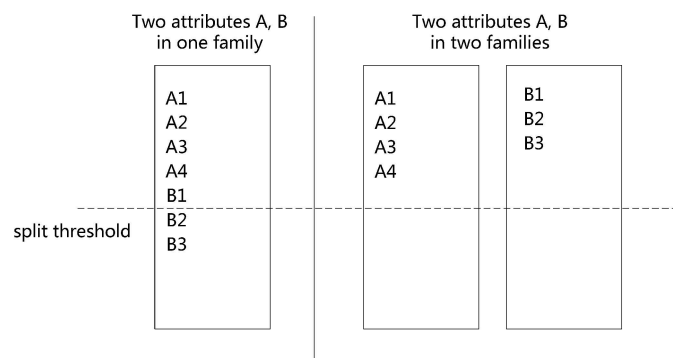 Two attributes A, B
in one family
A1
A2
A3
A4
B1
B2
B3
split threshold
Two attributes A, B
in two families
A1
A2
A3
A4
B1
B2
B3